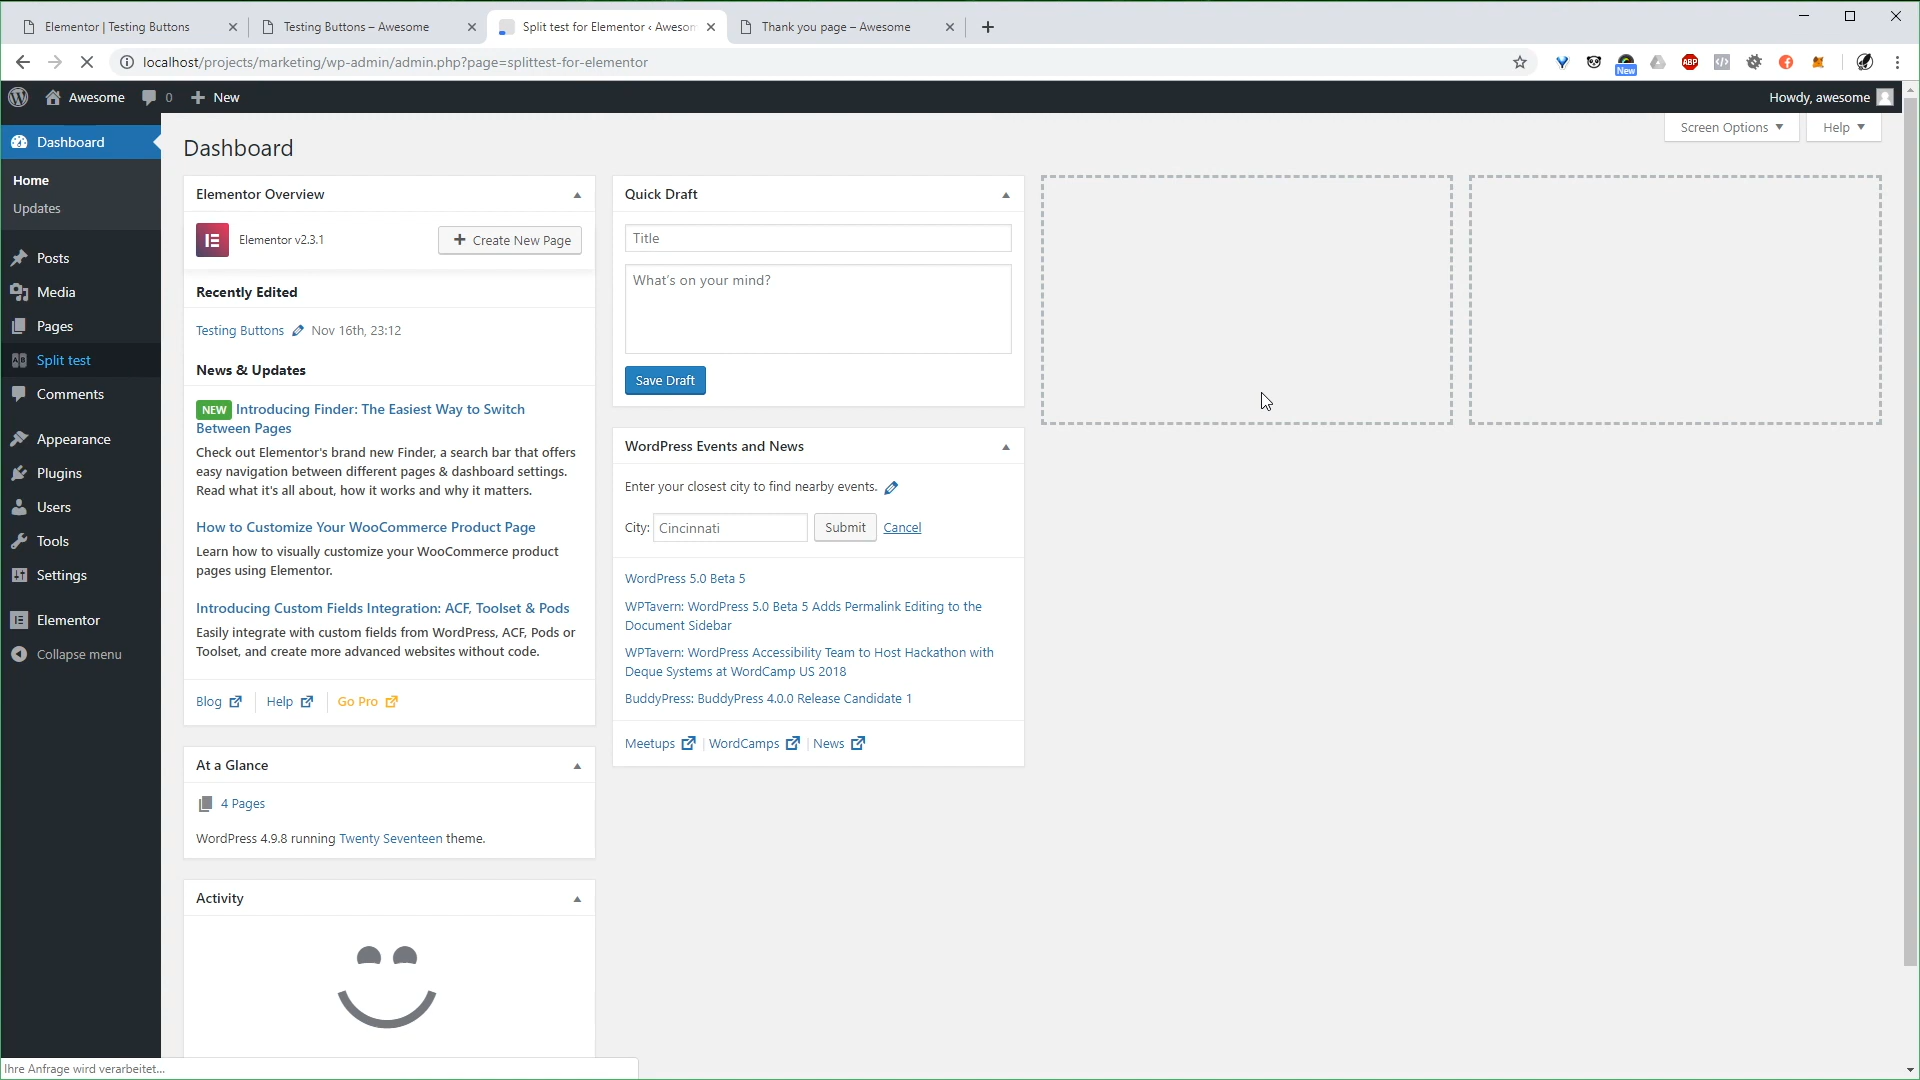 Elementor | Testing Buttons
Testing Buttons – Awesome
Split test for Elementor ‹ Awesom
Thank you page – Awesome
localhost/projects/marketing/wp-admin/admin.php?page=splittest-for-elementor
ABP
New
Awesome
0
New
Howdy, awesome
Screen Options
Help
Dashboard
Home
Updates
Posts
Media
Pages
AB
Split test
Comments
Appearance
Plugins
Users
Tools
Settings
Elementor
Collapse menu
Dashboard
Elementor Overview
Elementor v2.3.1
Create New Page
Recently Edited
Testing Buttons
Nov 16th, 23:12
News & Updates
NEW Introducing Finder: The Easiest Way to Switch
Between Pages
Check out Elementor's brand new Finder, a search bar that offers
easy navigation between different pages & dashboard settings.
Read what it's all about, how it works and why it matters.
How to Customize Your WooCommerce Product Page
Learn how to visually customize your WooCommerce product
pages using Elementor.
Introducing Custom Fields Integration: ACF, Toolset & Pods
Easily integrate with custom fields from WordPress, ACF, Pods or
Toolset, and create more advanced websites without code.
Blog
Help
Go Pro
At a Glance
4 Pages
WordPress 4.9.8 running Twenty Seventeen theme.
Activity
Quick Draft
Title
What's on your mind?
Save Draft
WordPress Events and News
Enter your closest city to find nearby events.
City: Cincinnati Submit Cancel
WordPress 5.0 Beta 5
WPTavern: WordPress 5.0 Beta 5 Adds Permalink Editing to the
Document Sidebar
WPTavern: WordPress Accessibility Team to Host Hackathon with
Deque Systems at WordCamp US 2018
BuddyPress: BuddyPress 4.0.0 Release Candidate 1
Meetups | WordCamps | News
Ihre Anfrage wird verarbeitet...